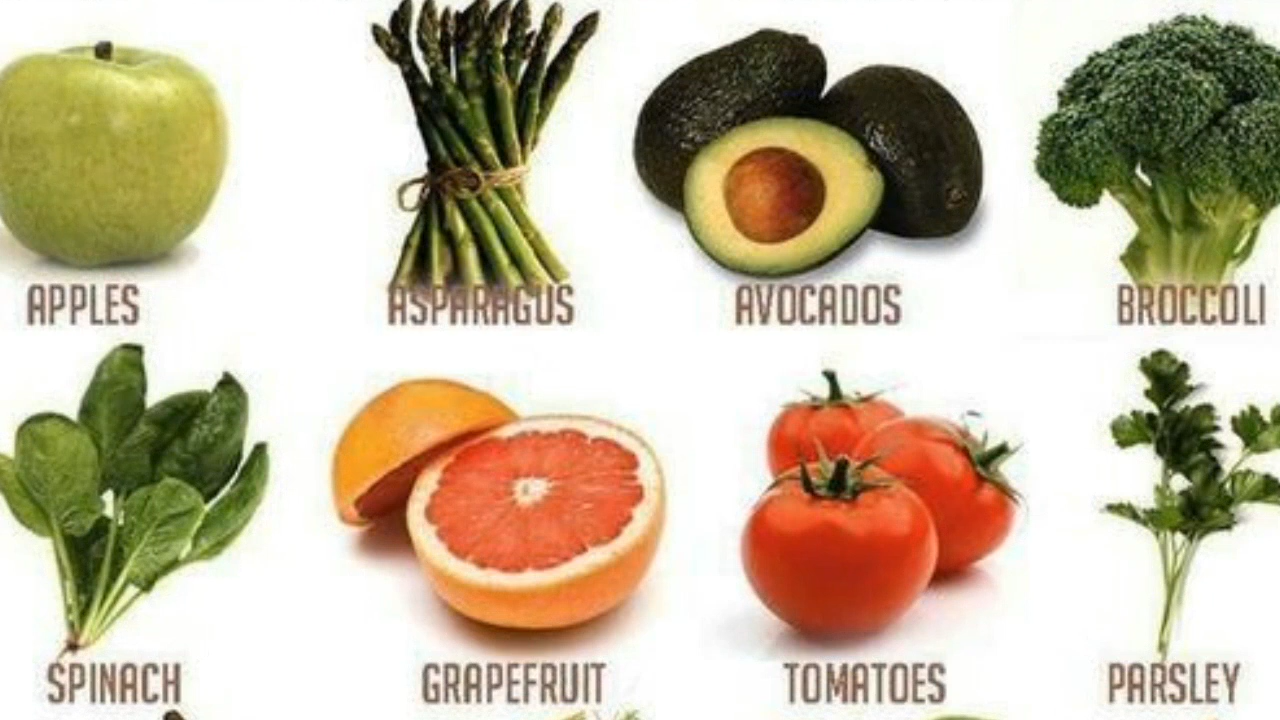 APPLES
ASPARAGUS
AVOCADOS
BROCCOLI
SPINACH
GRAPEFRUIT
TOMATOES
PARSLEY